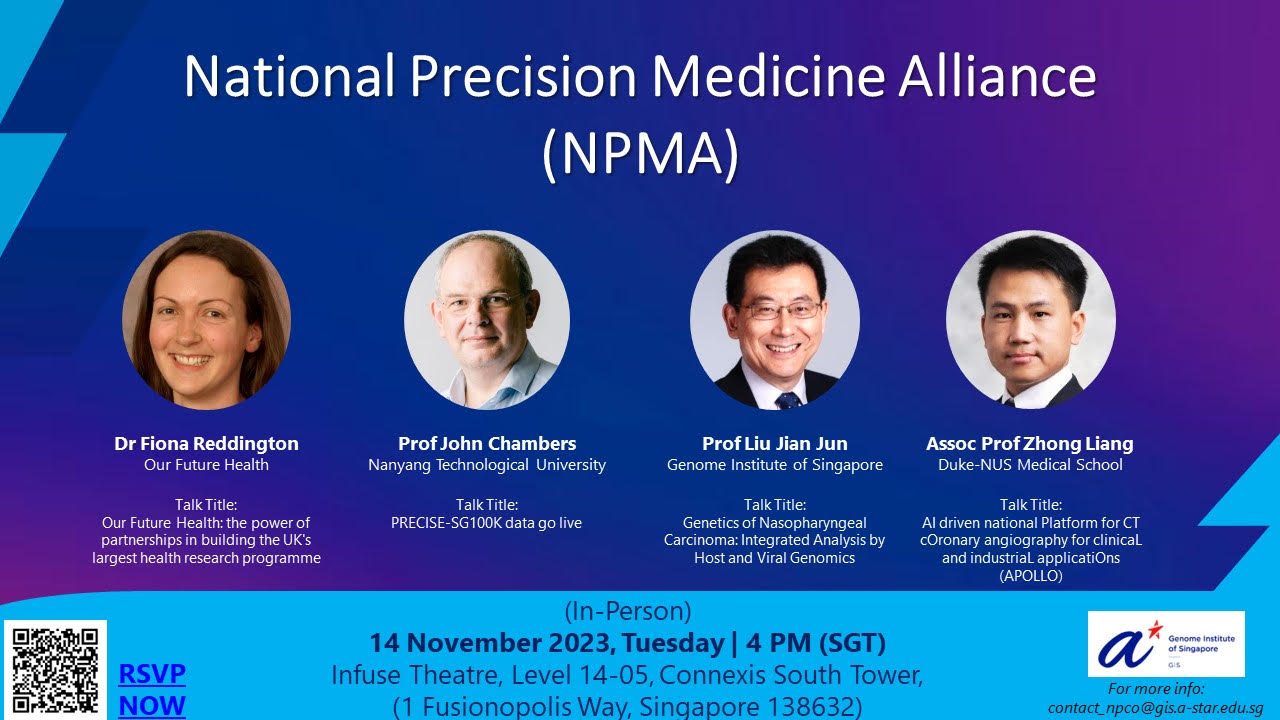 National Precision Medicine Alliance
(NPMA)
Dr Fiona Reddington
Our Future Health
Talk Title:
Our Future Health: the power of
partnerships in building the UK's
largest health research programme
Prof John Chambers
Nanyang Technological University
Talk Title:
PRECISE-SG100K data go live
Prof Liu Jian Jun
Genome Institute of Singapore
Talk Title:
Genetics of Nasopharyngeal
Carcinoma: Integrated Analysis by
Host and Viral Genomics
Assoc Prof Zhong Liang
Duke-NUS Medical School
Talk Title:
AI driven national Platform for CT
cOronary angiography for clinicaL
and industriaL applicatiOns
(APOLLO)
RSVP
NOW
(In-Person)
14 November 2023, Tuesday | 4 PM (SGT)
Infuse Theatre, Level 14-05, Connexis South Tower,
(1 Fusionopolis Way, Singapore 138632)
a
Genome Institute
of Singapore
GIS
For more info:
contact_npco@gis.a-star.edu.sg